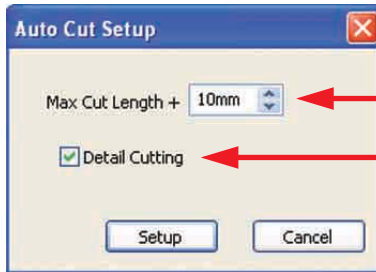 Auto Cut Setup
Max Cut Length + 10mm
Detail Cutting
Setup Cancel